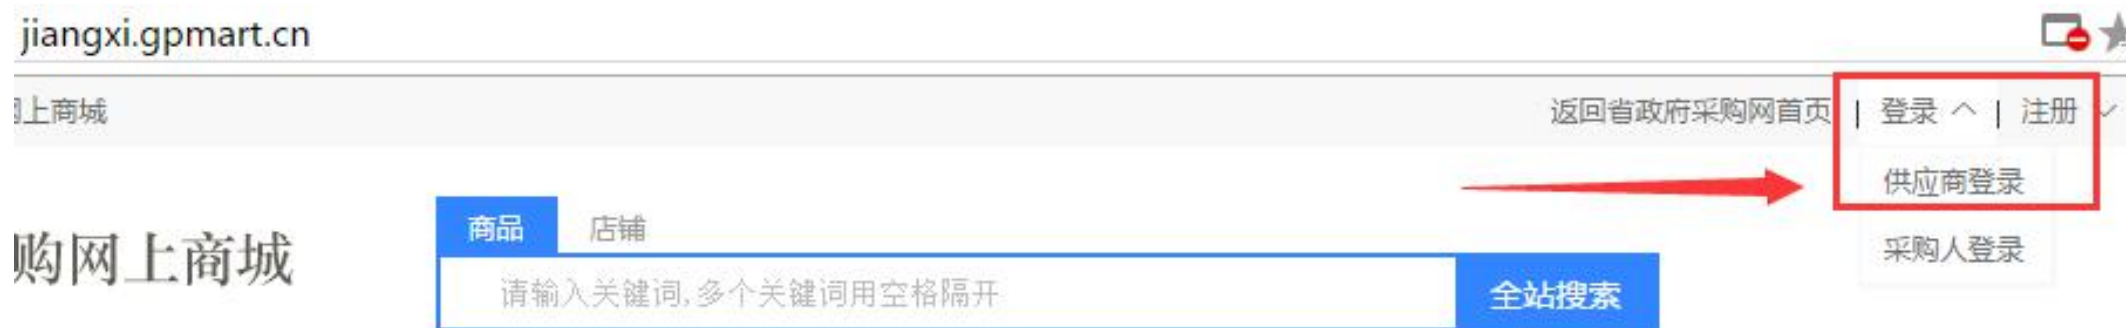 jiangxi.gpmart.cn
上商城
返回省政府采购网首页 | 登录 | 注册
供应商登录
采购人登录
购网上商城
商品 店铺
请输入关键词,多个关键词用空格隔开
全站搜索